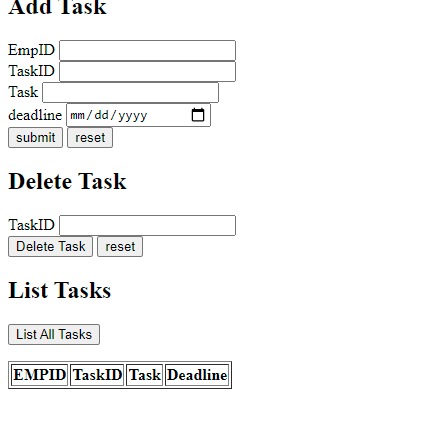 Add Task
EmpID
TaskID
Task
deadline mm/dd/yyyy
submit reset
Delete Task
TaskID
Delete Task reset
List Tasks
List All Tasks
EMPID TaskID Task Deadline